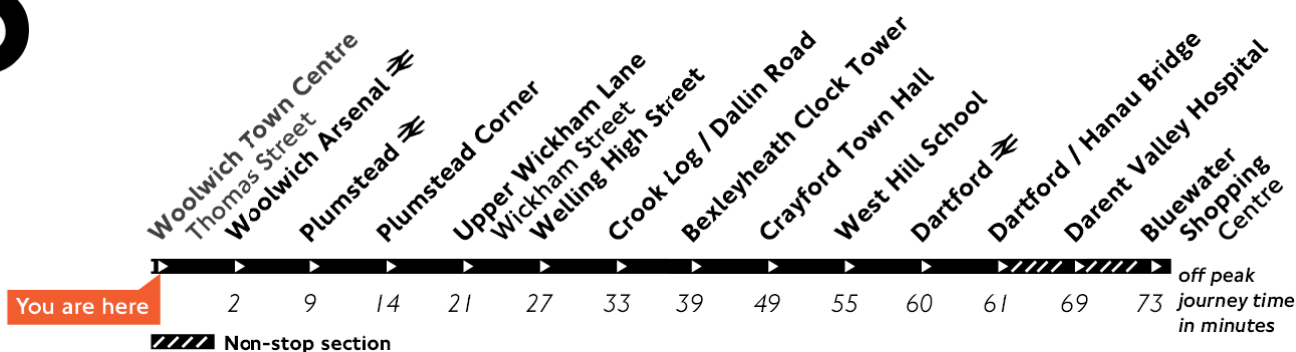 Woolwich Town Centre
Thomas Street
Woolwich Arsenal
Plumstead
Plumstead Corner
Upper Wickham Lane
Wickham Street
Welling High Street
Crook Log / Dallin Road
Bexleyheath Clock Tower
Crayford Town Hall
West Hill School
Dartford
Dartford / Hanau Bridge
Darent Valley Hospital
Bluewater
Shopping
Centre
You are here
2 9 14 21 27 33 39 49 55 60 61 69 73
off peak
journey time
in minutes
Non-stop section